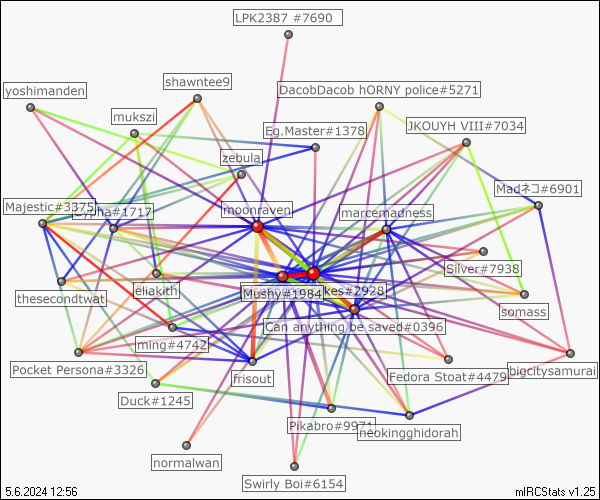 LPK2387 #7690
shawntee9
yoshimanden
DacobDacob hORNY police#5271
mukszi
Eg.Master#1378
JKOUYH VIII#7034
zebula
Madネコ#6901
Majestic#3375
#1717
moonraven
marcemadness
Silver#7938
thesecondtwat
eliakith
Mushy#1984
kes#2928
somass
Can anything be saved#0396
ming#4742
Pocket Persona#3326
frisout
Fedora Stoat#4479
bigcitysamurai
Duck#1245
Pikabro#9971
neokingghidorah
normalwan
Swirly Boi#6154
5.6.2024 12:56
mIRCStats v1.25